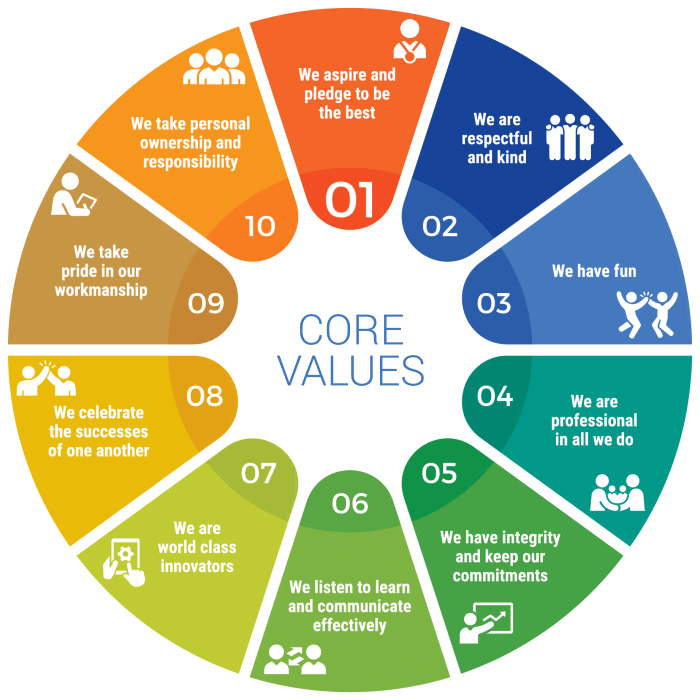 CORE
VALUES
01
We aspire and
pledge to be
the best
02
We are
respectful
and kind
03
We have fun
04
We are
professional
in all we do
05
We have integrity
and keep our
commitments
06
We listen to learn
and communicate
effectively
07
We are
world class
innovators
08
We celebrate
the successes
of one another
09
We take
pride in our
workmanship
10
We take personal
ownership and
responsibility